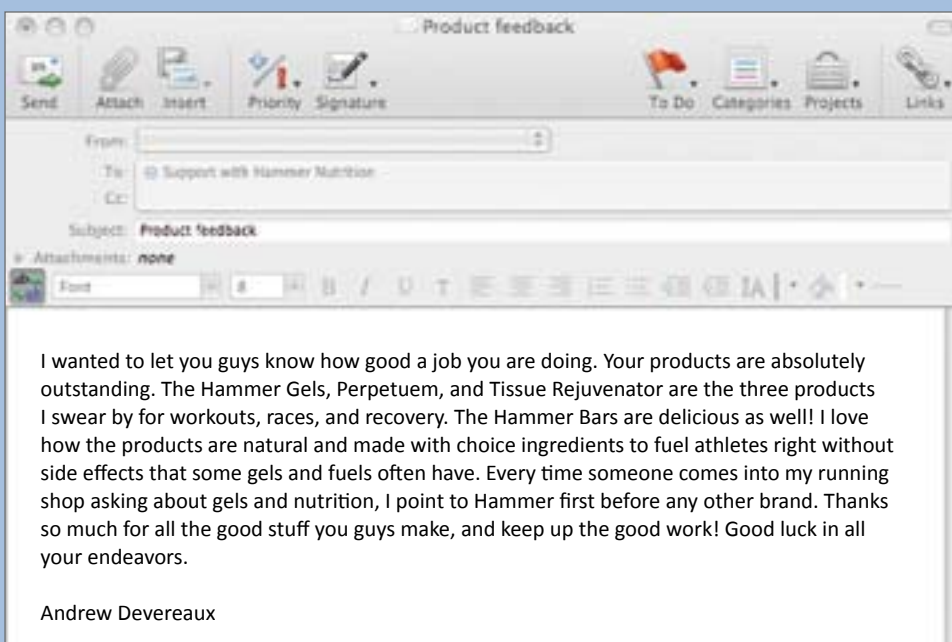 Product feedback
Send Attach Insert Priority Signature To Do Categories Projects Links
From:
To: Support with Hammer Nutrition
Cc:
Subject: Product feedback
Attachments: none
Font 8 B I U T
I wanted to let you guys know how good a job you are doing. Your products are absolutely
outstanding. The Hammer Gels, Perpetuem, and Tissue Rejuvenator are the three products
I swear by for workouts, races, and recovery. The Hammer Bars are delicious as well! I love
how the products are natural and made with choice ingredients to fuel athletes right without
side effects that some gels and fuels often have. Every time someone comes into my running
shop asking about gels and nutrition, I point to Hammer first before any other brand. Thanks
so much for all the good stuff you guys make, and keep up the good work! Good luck in all
your endeavors.
Andrew Devereaux